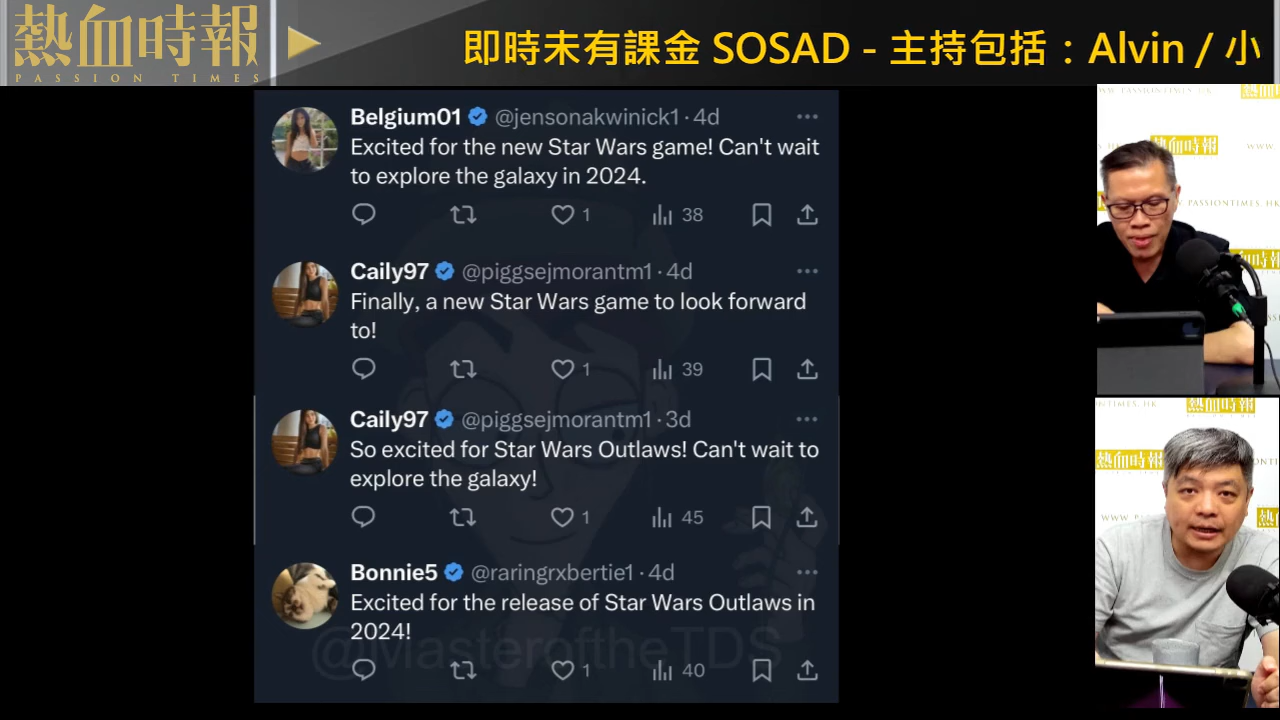 熱血時報
PASSION TIMES
即時未有課金 SOSAD - 主持包括：Alvin / 小
Belgium01 @jensonakwinick1 · 4d
Excited for the new Star Wars game! Can't wait
to explore the galaxy in 2024.
1 38
Caily97 @piggsejmorantm1 · 4d
Finally, a new Star Wars game to look forward
to!
1 39
Caily97 @piggsejmorantm1 · 3d
So excited for Star Wars Outlaws! Can't wait to
explore the galaxy!
1 45
Bonnie5 @raringrxbertie1 · 4d
Excited for the release of Star Wars Outlaws in
2024!
@MasteroftheTDS
1 40
熱血時報
PASSIONTIMES.HK
熱血時報
熱血時報